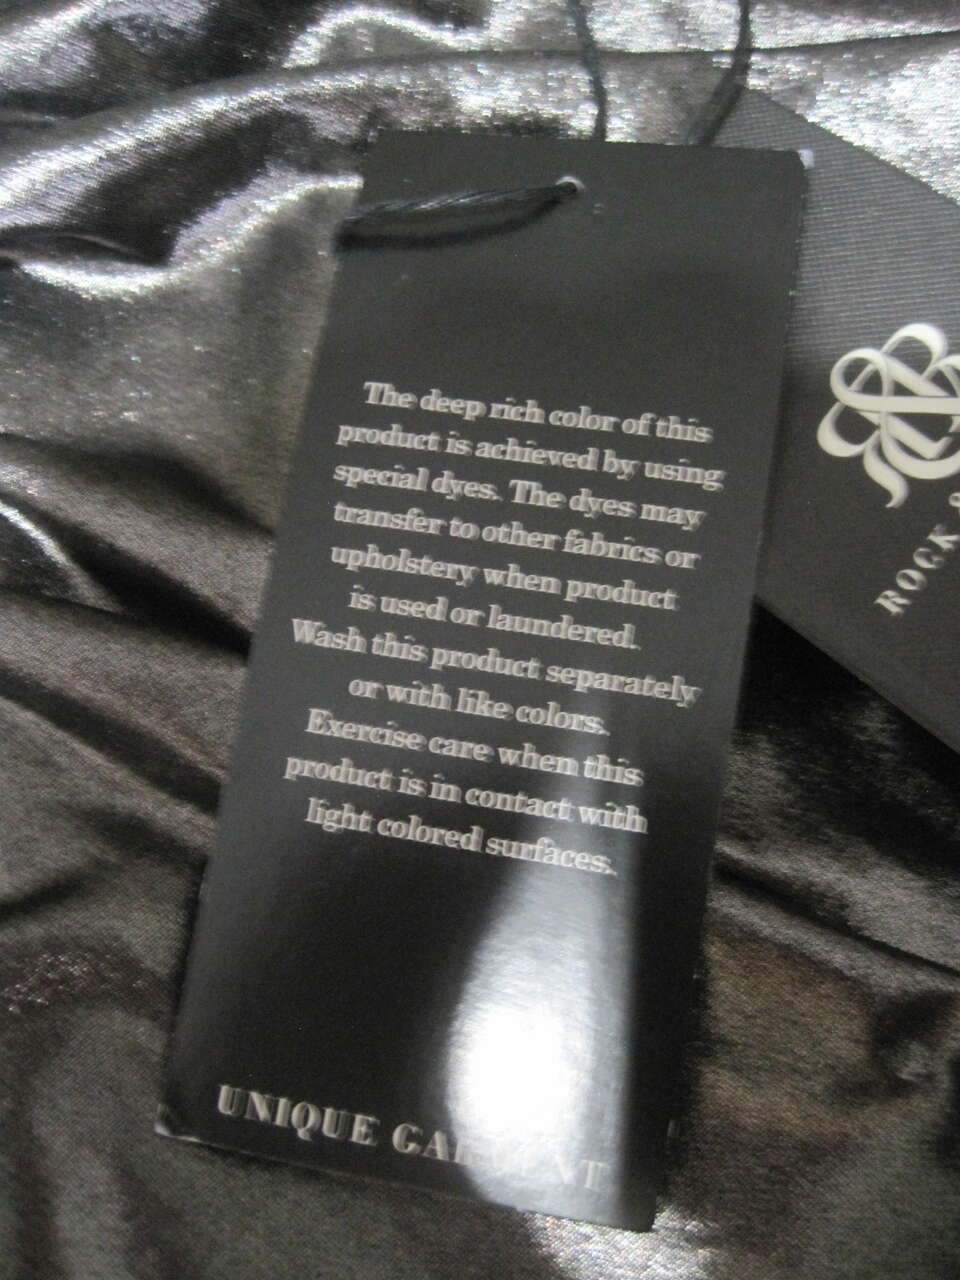 The deep rich color of this
product is achieved by using
special dyes. The dyes may
transfer to other fabrics or
upholstery when product
is used or laundered.
Wash this product separately
or with like colors.
Exercise care when this
product is in contact with
light colored surfaces.
UNIQUE GARMENT
ROCK